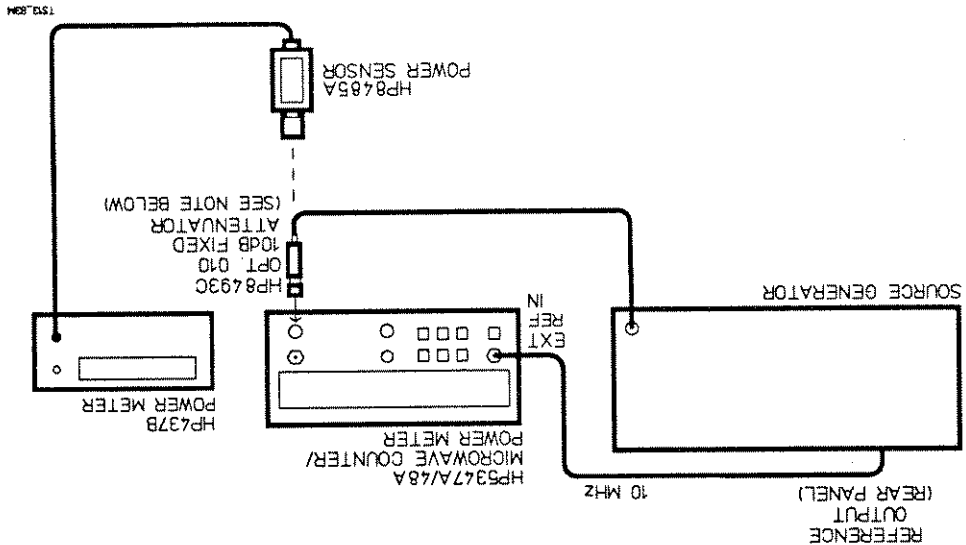 REFERENCE
OUTPUT
(REAR PANEL)
10 MHz
HP5347A/48A
MICROWAVE COUNTER/
POWER METER
HP437B
POWER METER
EXT
REF
IN
SOURCE GENERATOR
HP8493C
OPT. 010
10dB FIXED
ATTENUATOR
(SEE NOTE BELOW)
HP8485A
POWER SENSOR
TS13_83M